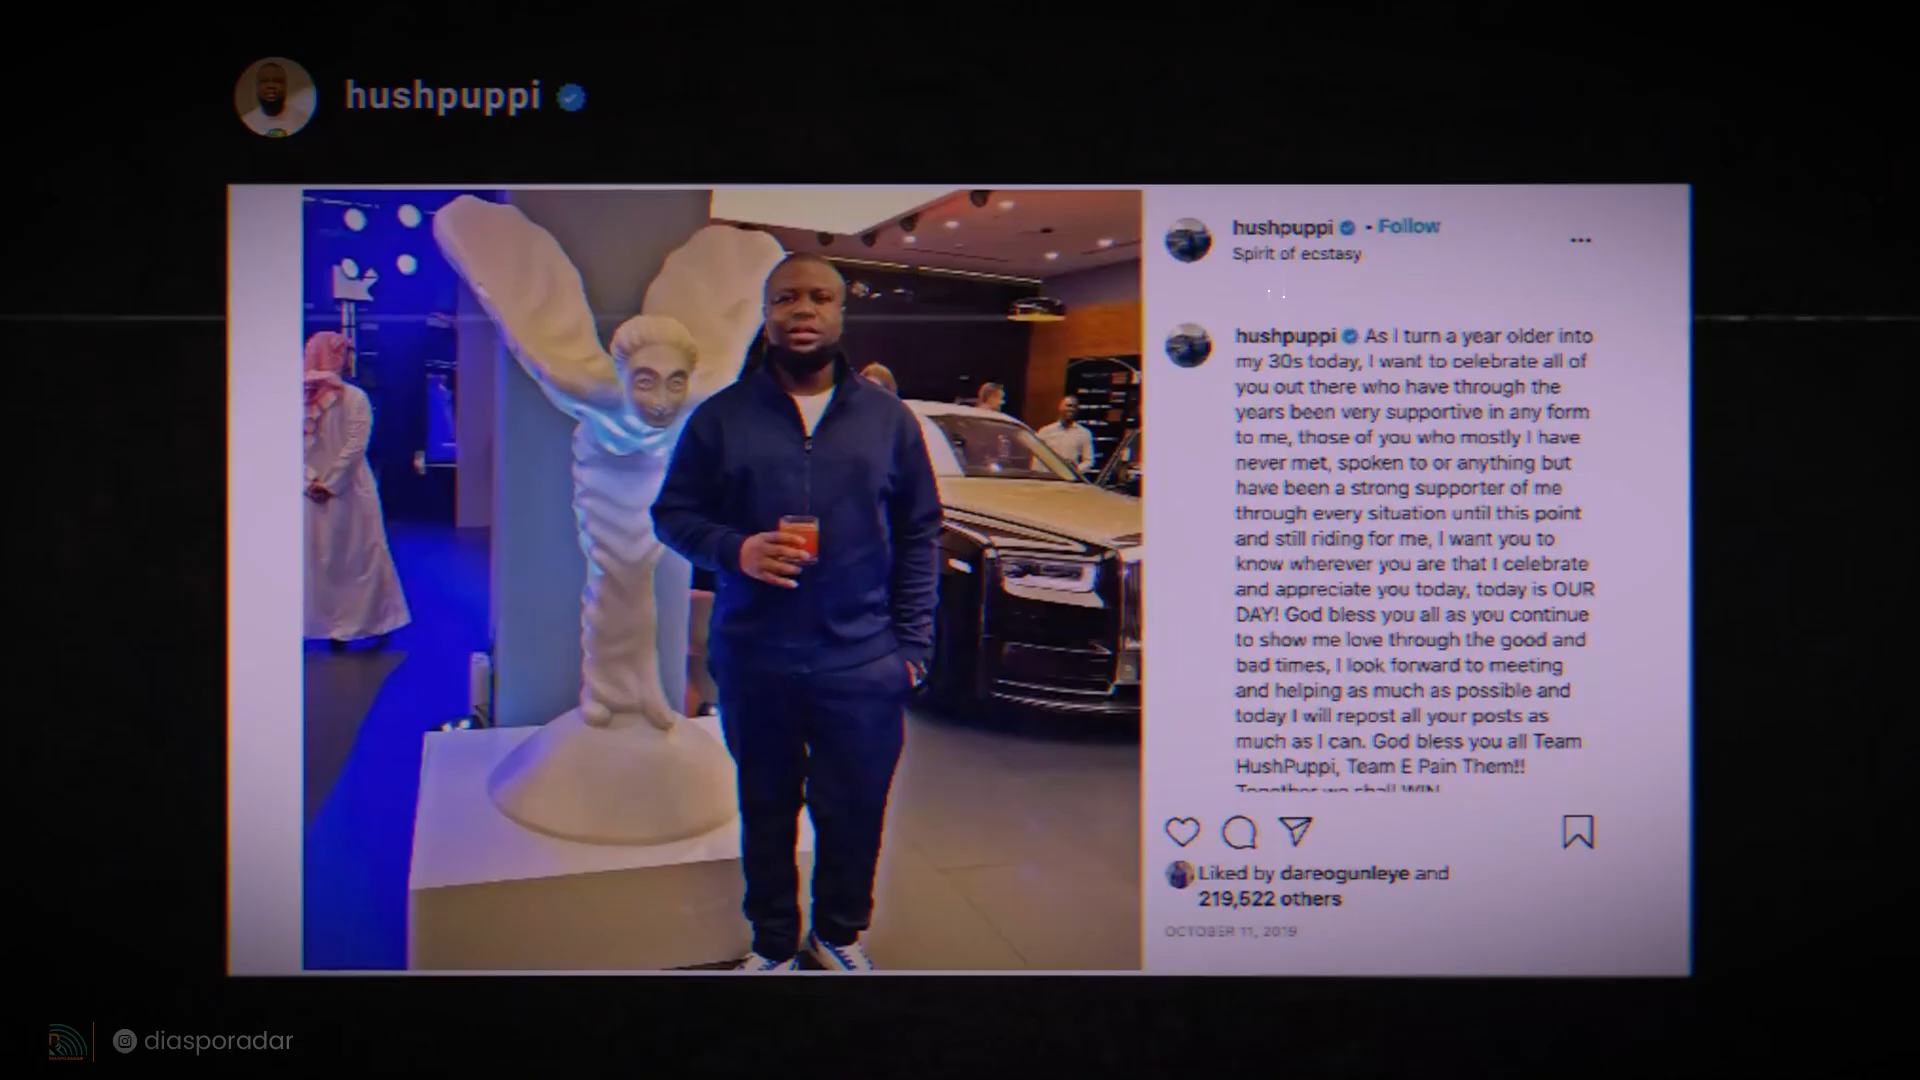 hushpuppi
hushpuppi • Follow
Spirit of ecstasy
hushpuppi As I turn a year older into
my 30s today, I want to celebrate all of
you out there who have through the
years been very supportive in any form
to me, those of you who mostly I have
never met, spoken to or anything but
have been a strong supporter of me
through every situation until this point
and still riding for me, I want you to
know wherever you are that I celebrate
and appreciate you today, today is OUR
DAY! God bless you all as you continue
to show me love through the good and
bad times, I look forward to meeting
and helping as much as possible and
today I will repost all your posts as
much as I can. God bless you all Team
HushPuppi, Team E Pain Them!!
Together we shall WIN
Liked by dareogunleye and
219,522 others
OCTOBER 11, 2019
diasporadar